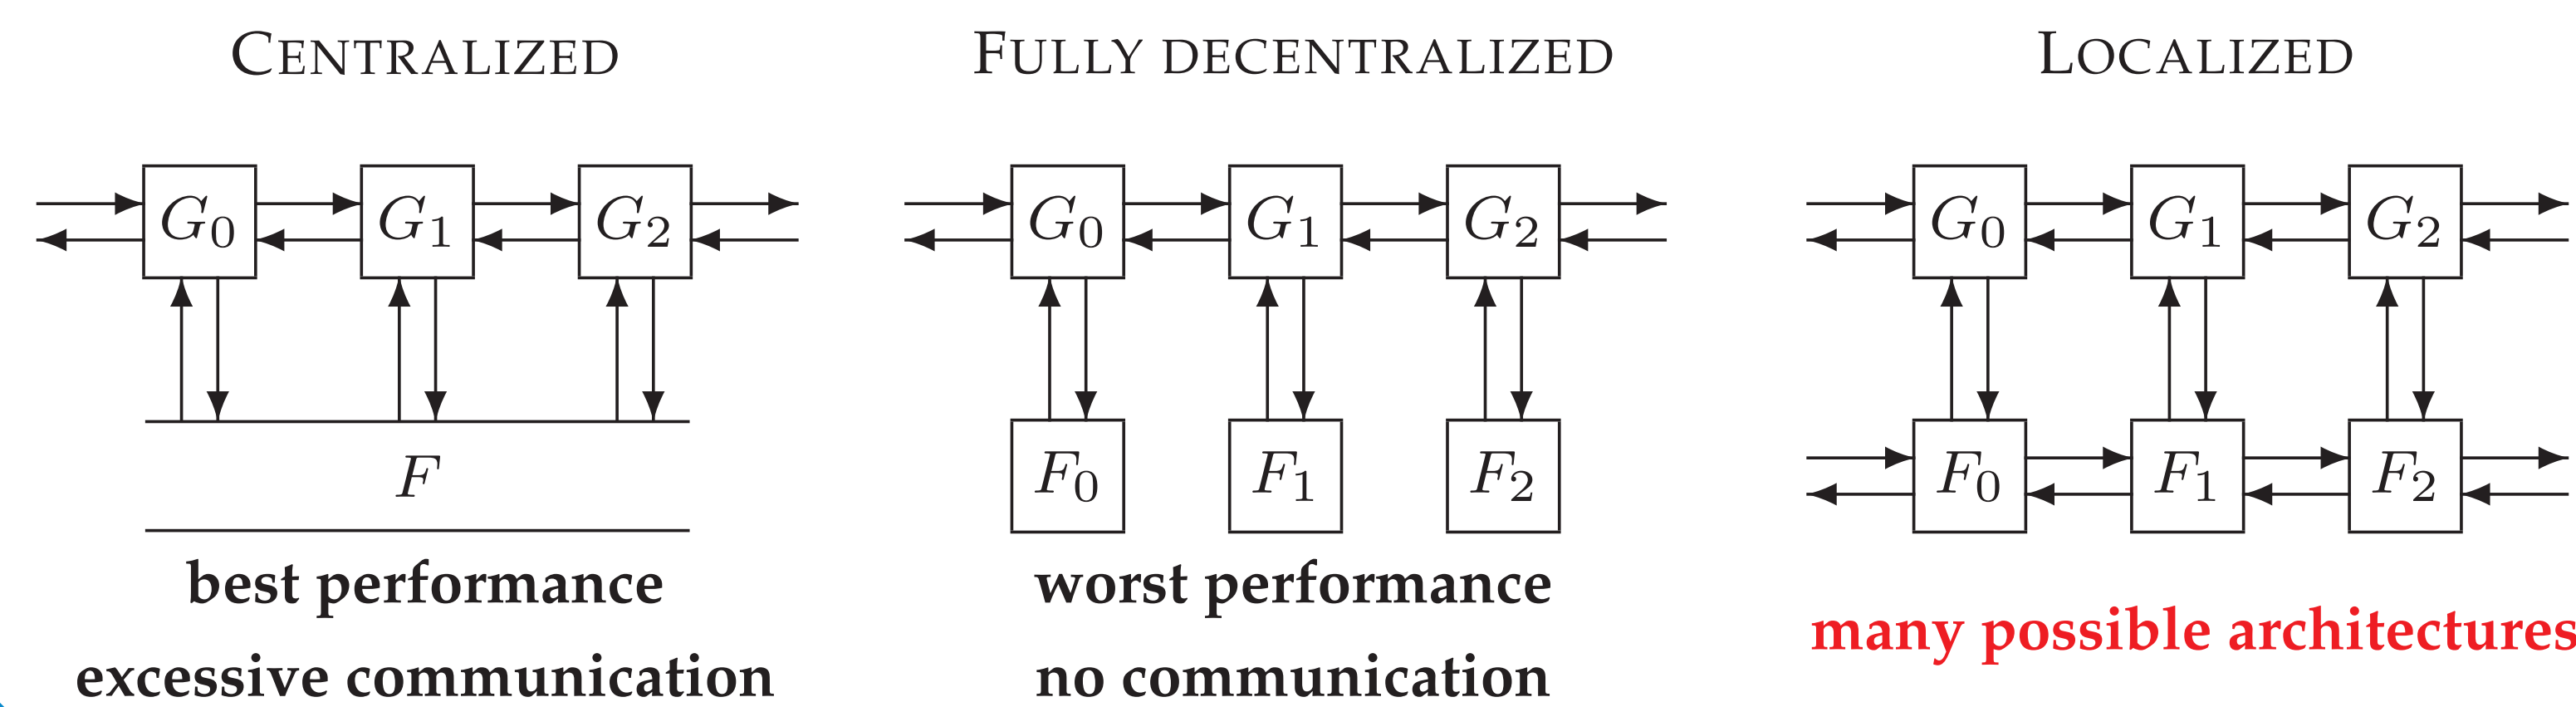 CENTRALIZED
G0 G1 G2
F
best performance
excessive communication
FULLY DECENTRALIZED
G0 G1 G2
F0 F1 F2
worst performance
no communication
LOCALIZED
G0 G1 G2
F0 F1 F2
many possible architectures